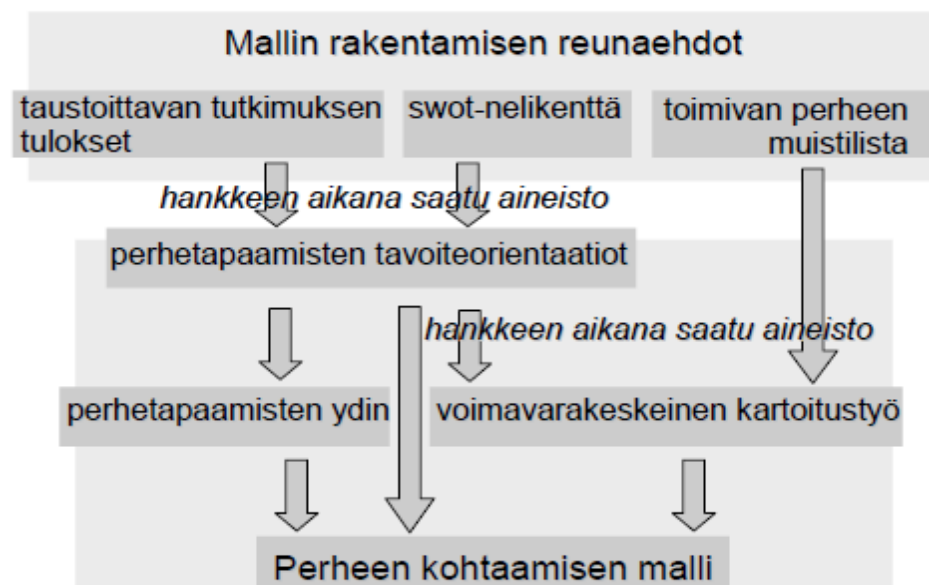 Mallin rakentamisen reunaehdot
taustoittavan tutkimuksen
tulokset
swot-nelikenttä
toimivan perheen
muistilista
hankkeen aikana saatu aineisto
perhetapaamisten tavoiteorientaatiot
hankkeen aikana saatu aineisto
perhetapaamisten ydin
voimavarakeskeinen kartoitustyö
Perheen kohtaamisen malli